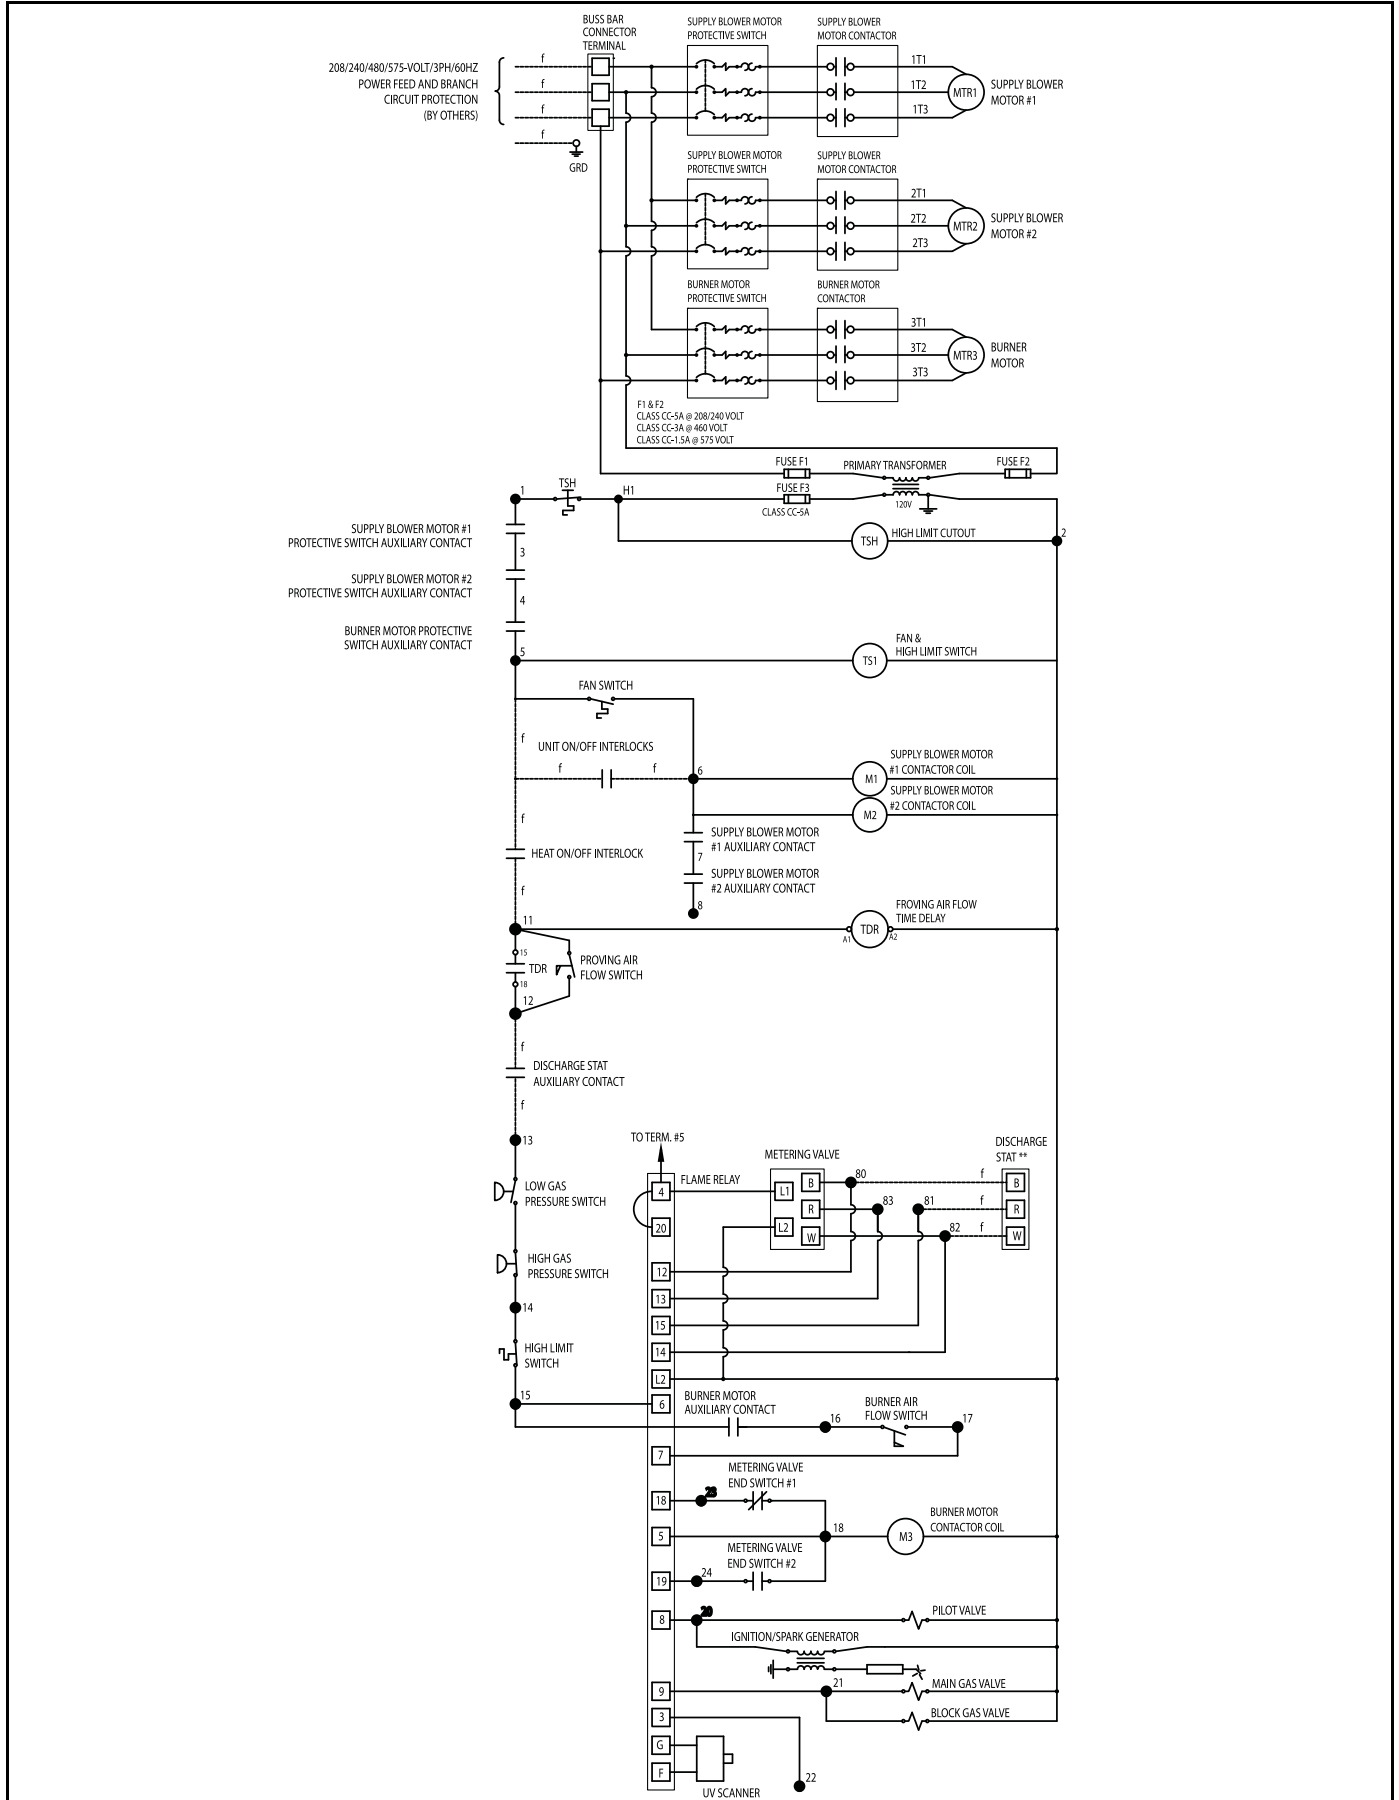 BUSS BAR
CONNECTOR
TERMINAL
SUPPLY BLOWER MOTOR
PROTECTIVE SWITCH
SUPPLY BLOWER
MOTOR CONTACTOR
208/240/480/575-VOLT/3PH/60HZ
POWER FEED AND BRANCH
CIRCUIT PROTECTION
(BY OTHERS)
f
f
f
f
GRD
1T1
1T2
1T3
MTR1
SUPPLY BLOWER
MOTOR #1
SUPPLY BLOWER MOTOR
PROTECTIVE SWITCH
SUPPLY BLOWER
MOTOR CONTACTOR
2T1
2T2
2T3
MTR2
SUPPLY BLOWER
MOTOR #2
BURNER MOTOR
PROTECTIVE SWITCH
BURNER MOTOR
CONTACTOR
3T1
3T2
3T3
MTR3
BURNER
MOTOR
F1 & F2
CLASS CC-5A @ 208/240 VOLT
CLASS CC-3A @ 460 VOLT
CLASS CC-1.5A @ 575 VOLT
FUSE F1
PRIMARY TRANSFORMER
FUSE F2
1
TSH
H1
FUSE F3
CLASS CC-5A
120V
TSH
HIGH LIMIT CUTOUT
2
SUPPLY BLOWER MOTOR #1
PROTECTIVE SWITCH AUXILIARY CONTACT
3
SUPPLY BLOWER MOTOR #2
PROTECTIVE SWITCH AUXILIARY CONTACT
4
BURNER MOTOR PROTECTIVE
SWITCH AUXILIARY CONTACT
5
TS1
FAN &
HIGH LIMIT SWITCH
FAN SWITCH
f
UNIT ON/OFF INTERLOCKS
f
f
6
M1
SUPPLY BLOWER MOTOR
#1 CONTACTOR COIL
M2
SUPPLY BLOWER MOTOR
#2 CONTACTOR COIL
f
SUPPLY BLOWER MOTOR
#1 AUXILIARY CONTACT
7
HEAT ON/OFF INTERLOCK
SUPPLY BLOWER MOTOR
#2 AUXILIARY CONTACT
f
8
11
A1
TDR
A2
FROVING AIR FLOW
TIME DELAY
15
TDR
18
PROVING AIR
FLOW SWITCH
12
f
DISCHARGE STAT
AUXILIARY CONTACT
f
13
TO TERM. #5
LOW GAS
PRESSURE SWITCH
HIGH GAS
PRESSURE SWITCH
14
HIGH LIMIT
SWITCH
15
FLAME RELAY
METERING VALVE
DISCHARGE
STAT **
4
L1
B
80
f
B
R
83
81
f
R
20
L2
W
82
f
W
12
13
15
14
L2
6
BURNER MOTOR
AUXILIARY CONTACT
16
BURNER AIR
FLOW SWITCH
17
7
METERING VALVE
END SWITCH #1
18
23
5
18
M3
BURNER MOTOR
CONTACTOR COIL
METERING VALVE
END SWITCH #2
19
24
8
20
PILOT VALVE
IGNITION/SPARK GENERATOR
9
21
MAIN GAS VALVE
3
BLOCK GAS VALVE
G
F
UV SCANNER
22